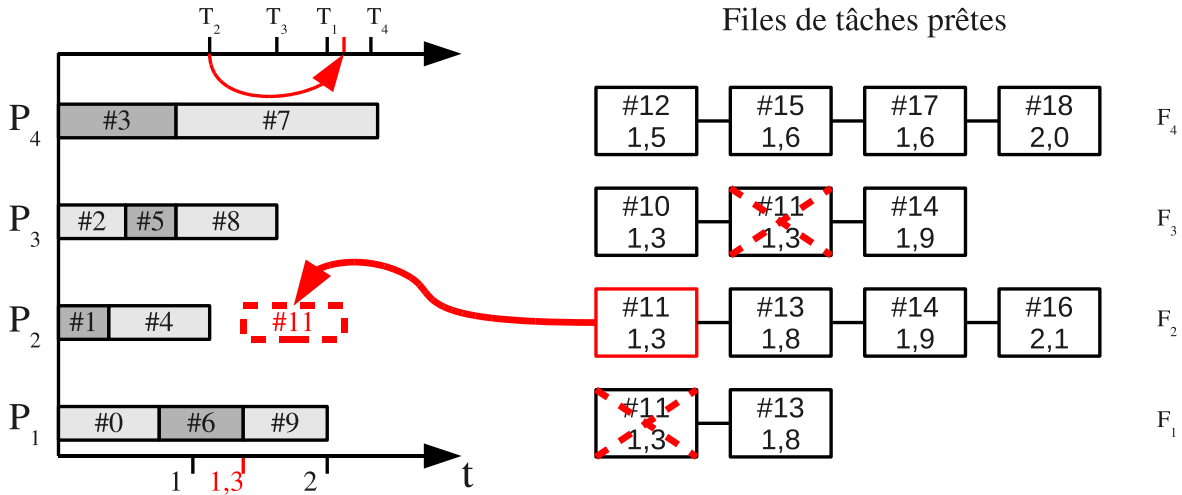 T2 T3 T1 T4
Files de tâches prêtes
P4 #3 #7
#12 #15 #17 #18 F4
1,5 1,6 1,6 2,0
P3 #2 #5 #8
#10 #11 #14 F3
1,3 1,3 1,9
P2 #1 #4 #11
#11 #13 #14 #16 F2
1,3 1,8 1,9 2,1
P1 #0 #6 #9
#11 #13 F1
1,3 1,8
1 1,3 2 t